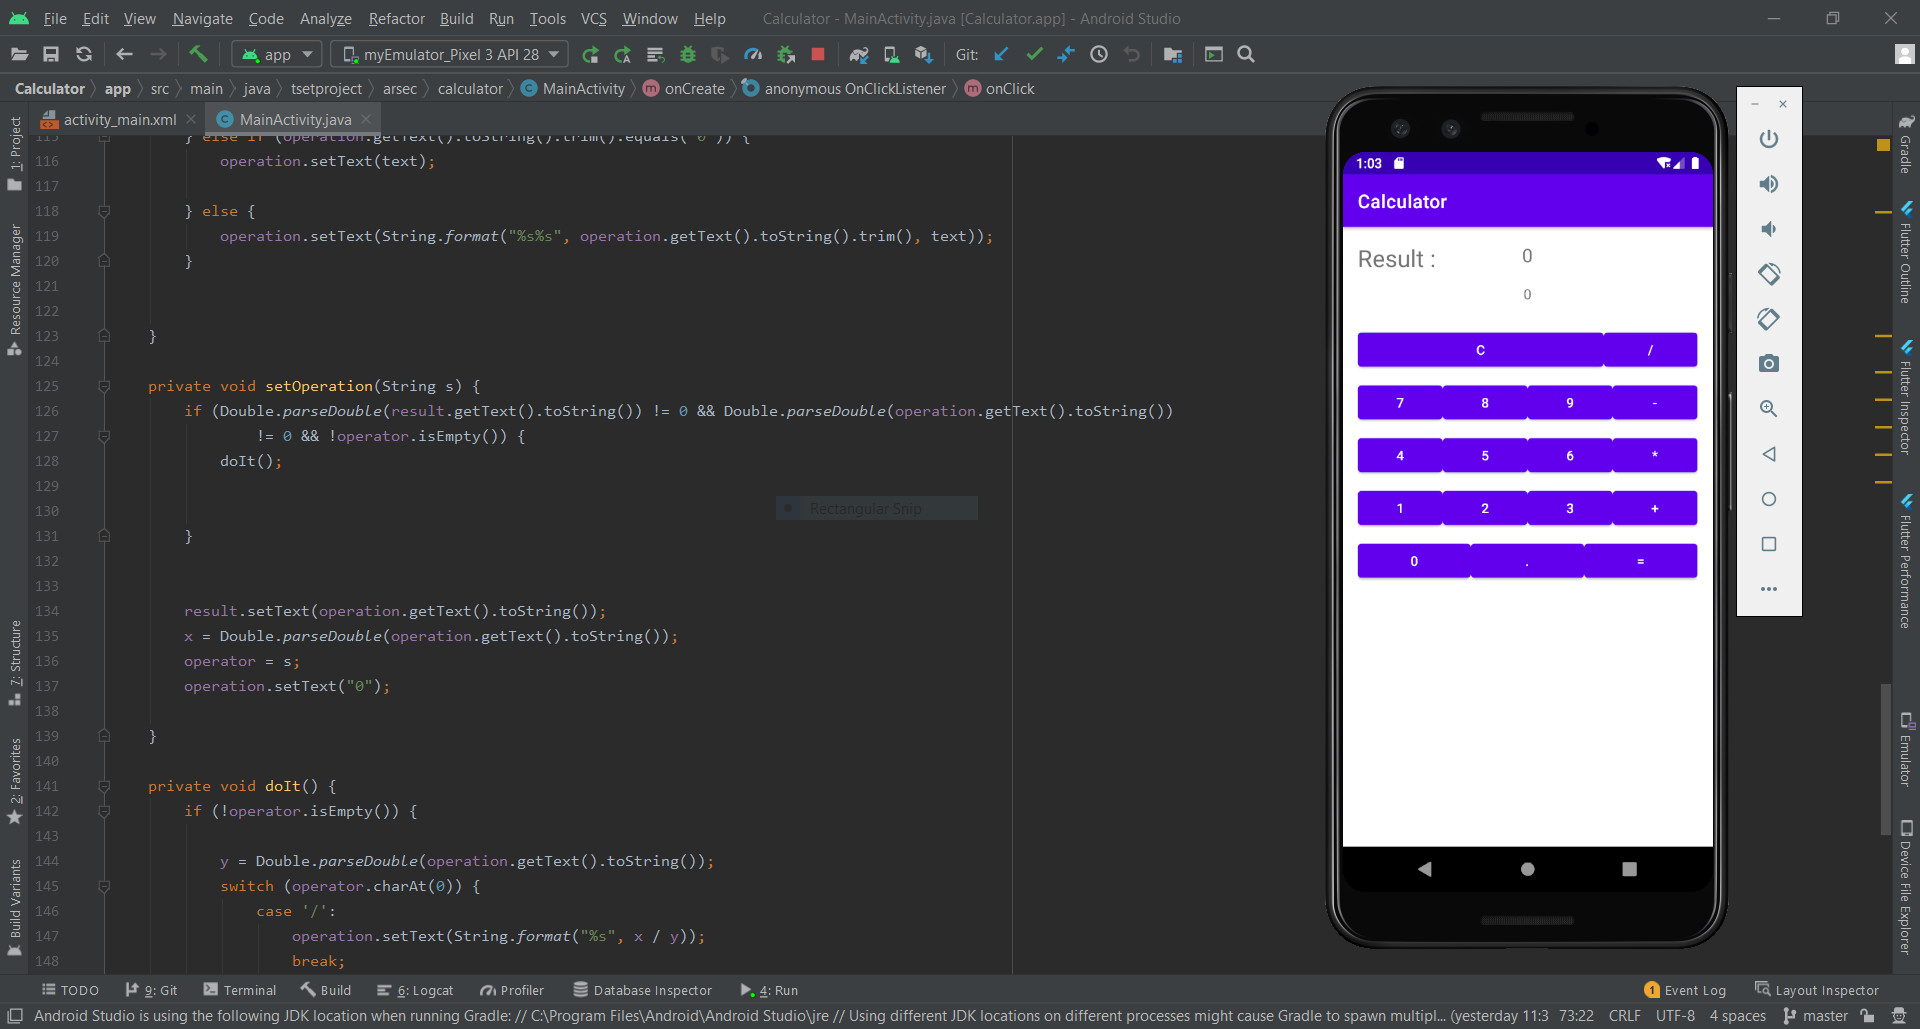 File Edit View Navigate Code Analyze Refactor Build Run Tools VCS Window Help Calculator - MainActivity.java [Calculator.app] - Android Studio
app myEmulator_Pixel 3 API 28 Git:
Calculator app src main java tsetproject arsec calculator MainActivity onCreate anonymous OnClickListener onClick
activity_main.xml MainActivity.java
115 } else if (operation.getText().toString().trim().equals("0")) {
116 operation.setText(text);
117
118 } else {
119 operation.setText(String.format("%s%s", operation.getText().toString().trim(), text));
120 }
121
122
123 }
124
125 private void setOperation(String s) {
126 if (Double.parseDouble(result.getText().toString()) != 0 && Double.parseDouble(operation.getText().toString())
127 != 0 && !operator.isEmpty()) {
128 doIt();
129
130
131 }
132
133
134 result.setText(operation.getText().toString());
135 x = Double.parseDouble(operation.getText().toString());
136 operator = s;
137 operation.setText("0");
138
139 }
140
141 private void doIt() {
142 if (!operator.isEmpty()) {
143
144 y = Double.parseDouble(operation.getText().toString());
145 switch (operator.charAt(0)) {
146 case '/':
147 operation.setText(String.format("%s", x / y));
148 break;
Rectangular Snip
1: Project
Resource Manager
7: Structure
2: Favorites
Build Variants
1:03
Calculator
Result : 0
0
C /
7 8 9 -
4 5 6 *
1 2 3 +
0 . =
Gradle
Flutter Outline
Flutter Inspector
Flutter Performance
Emulator
Device File Explorer
TODO 9: Git Terminal Build 6: Logcat Profiler Database Inspector 4: Run 1 Event Log Layout Inspector
Android Studio is using the following JDK location when running Gradle: // C:\Program Files\Android\Android Studio\jre // Using different JDK locations on different processes might cause Gradle to spawn multipl... (yesterday 11:3 73:22 CRLF UTF-8 4 spaces master